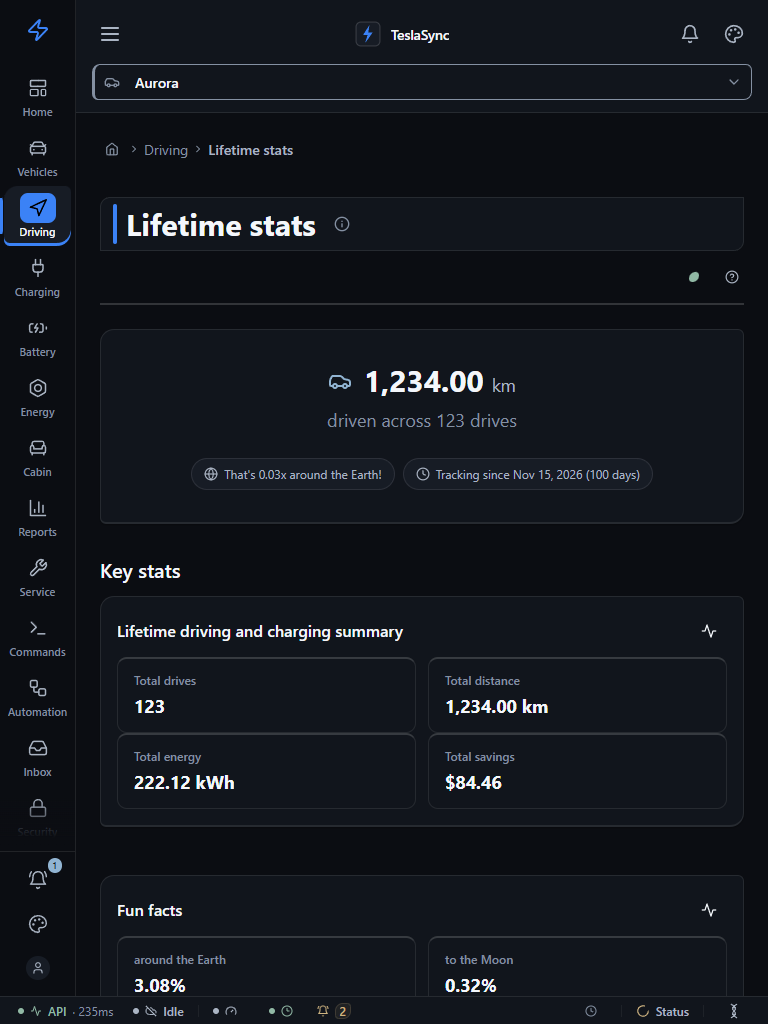 TeslaSync
Aurora
Home
Vehicles
Driving
Charging
Battery
Energy
Cabin
Reports
Service
Commands
Automation
Inbox
Security
1
Driving
Lifetime stats
Lifetime stats
1,234.00 km
driven across 123 drives
That's 0.03x around the Earth!
Tracking since Nov 15, 2026 (100 days)
Key stats
Lifetime driving and charging summary
Total drives
123
Total distance
1,234.00 km
Total energy
222.12 kWh
Total savings
$84.46
Fun facts
around the Earth
3.08%
to the Moon
0.32%
API · 235ms
Idle
2
Status